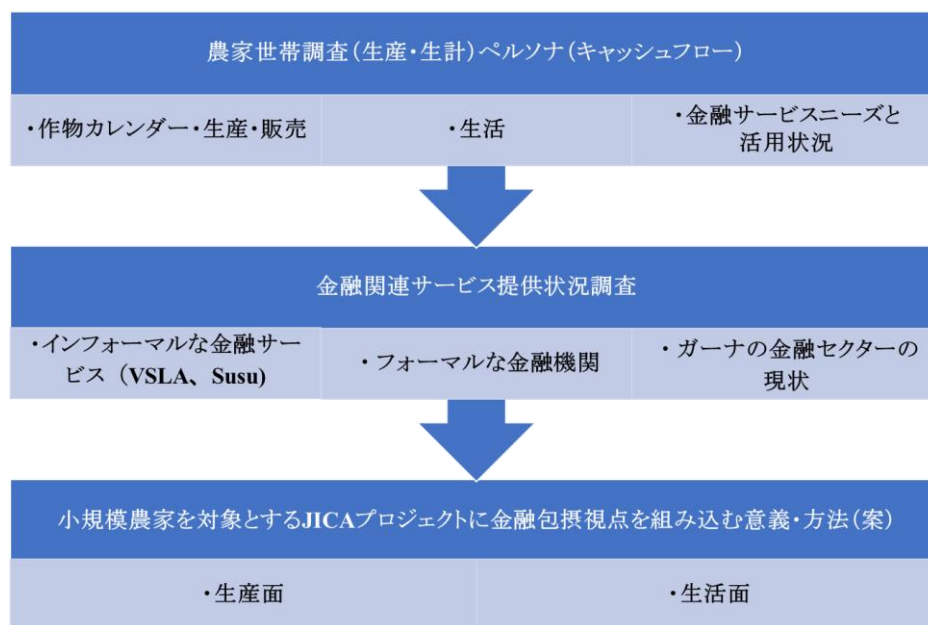 農家世帯調査(生産・生計)ペルソナ(キャッシュフロー)
・作物カレンダー・生産・販売
・生活
・金融サービスニーズと
活用状況
金融関連サービス提供状況調査
・インフォーマルな金融サー
ビス（VSLA、Susu)
・フォーマルな金融機関
・ガーナの金融セクターの
現状
小規模農家を対象とするJICAプロジェクトに金融包摂視点を組み込む意義・方法(案)
・生産面
・生活面